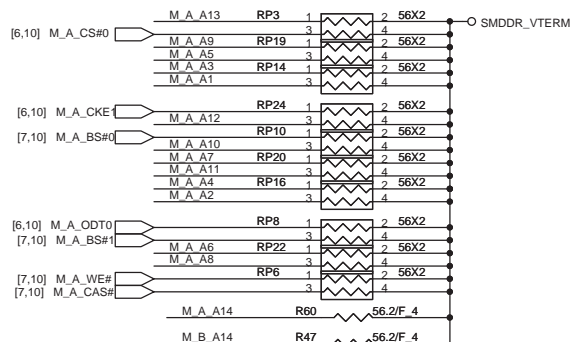 M_A_A13 RP3 1 2 56X2 SMDDR_VTERM
[6,10] M_A_CS#0 3 4
M_A_A9 RP19 1 2 56X2
M_A_A5 3 4
M_A_A3 RP14 1 2 56X2
M_A_A1 3 4
[6,10] M_A_CKE1 RP24 1 2 56X2
M_A_A12 3 4
[7,10] M_A_BS#0 RP10 1 2 56X2
M_A_A10 3 4
M_A_A7 RP20 1 2 56X2
M_A_A11 3 4
M_A_A4 RP16 1 2 56X2
M_A_A2 3 4
[6,10] M_A_ODT0 RP8 1 2 56X2
[7,10] M_A_BS#1 3 4
M_A_A6 RP22 1 2 56X2
M_A_A8 3 4
[7,10] M_A_WE# RP6 1 2 56X2
[7,10] M_A_CAS# 3 4
M_A_A14 R60 56.2/F_4
M_B_A14 R47 56.2/F_4